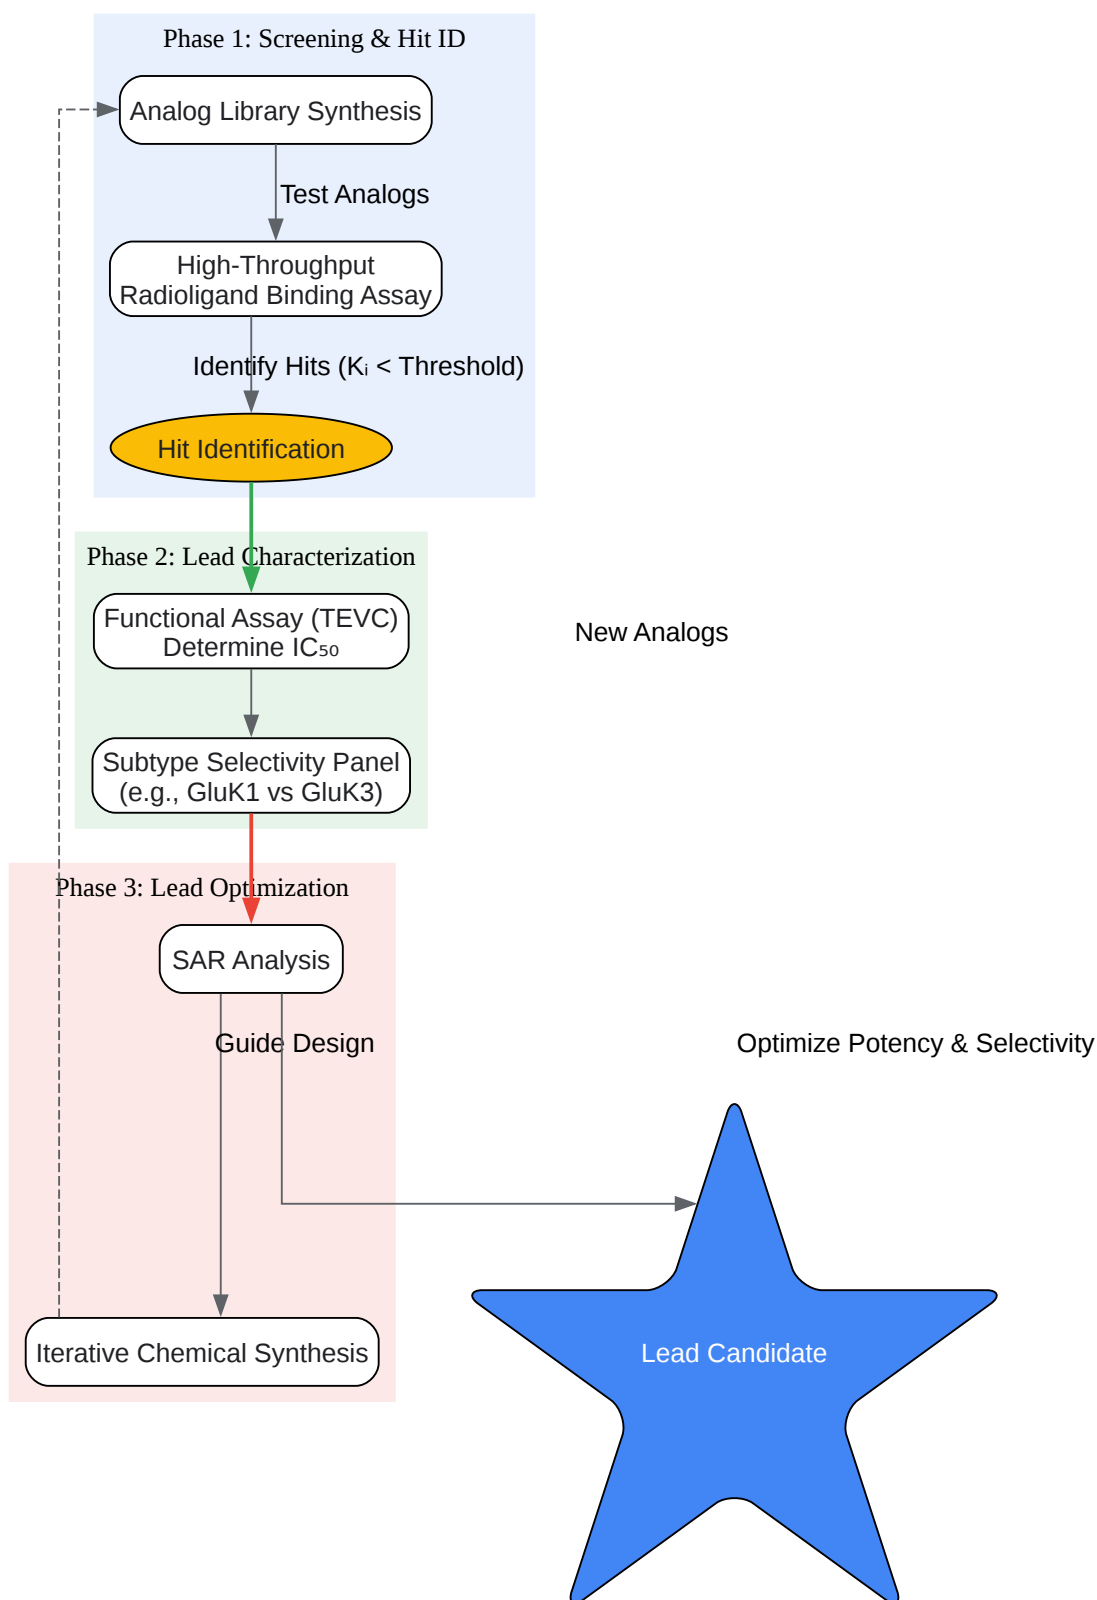 Phase 1: Screening & Hit ID
Analog Library Synthesis
Test Analogs
High-Throughput
Radioligand Binding Assay
Identify Hits (Kᵢ < Threshold)
Hit Identification
Phase 2: Lead Characterization
Functional Assay (TEVC)
Determine IC₅₀
New Analogs
Subtype Selectivity Panel
(e.g., GluK1 vs GluK3)
Phase 3: Lead Optimization
SAR Analysis
Guide Design
Optimize Potency & Selectivity
Iterative Chemical Synthesis
Lead Candidate